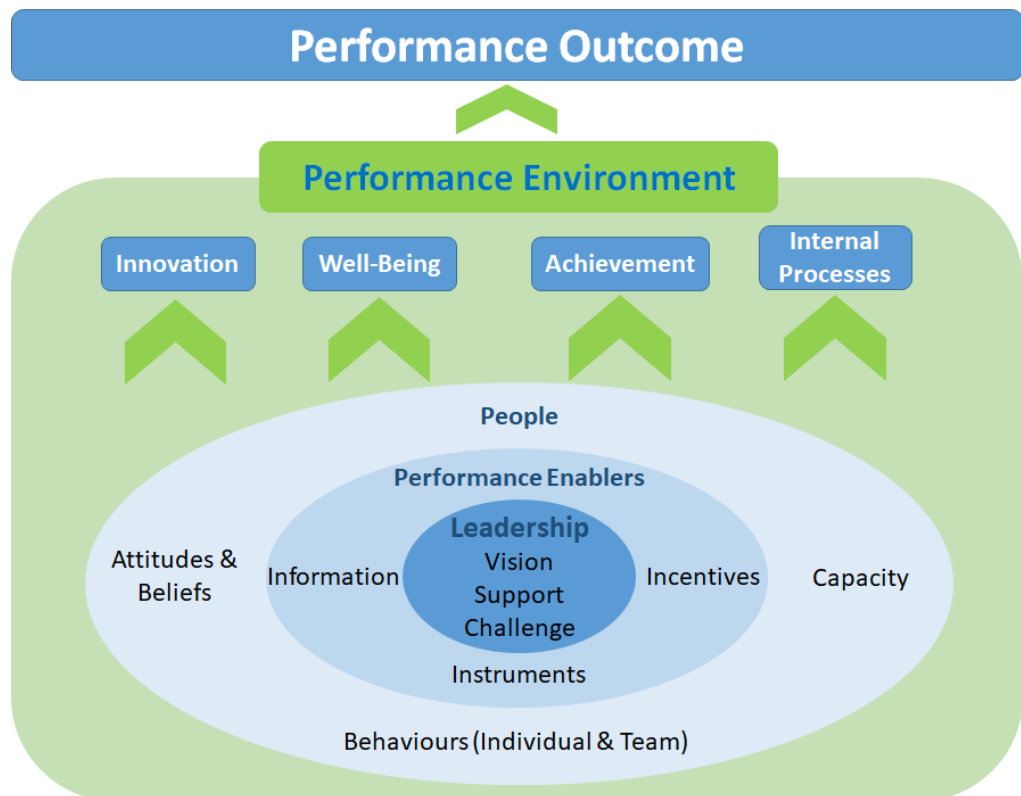 Performance Outcome
Performance Environment
Innovation
Well-Being
Achievement
Internal
Processes
People
Performance Enablers
Leadership
Vision
Support
Challenge
Attitudes &
Beliefs
Information
Incentives
Capacity
Instruments
Behaviours (Individual & Team)